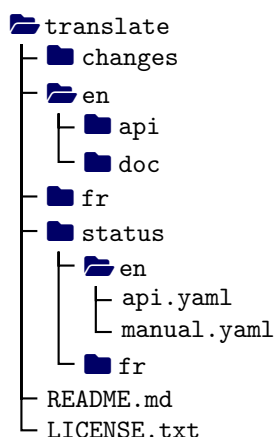 translate
changes
en
api
doc
fr
status
en
api.yaml
manual.yaml
fr
README.md
LICENSE.txt